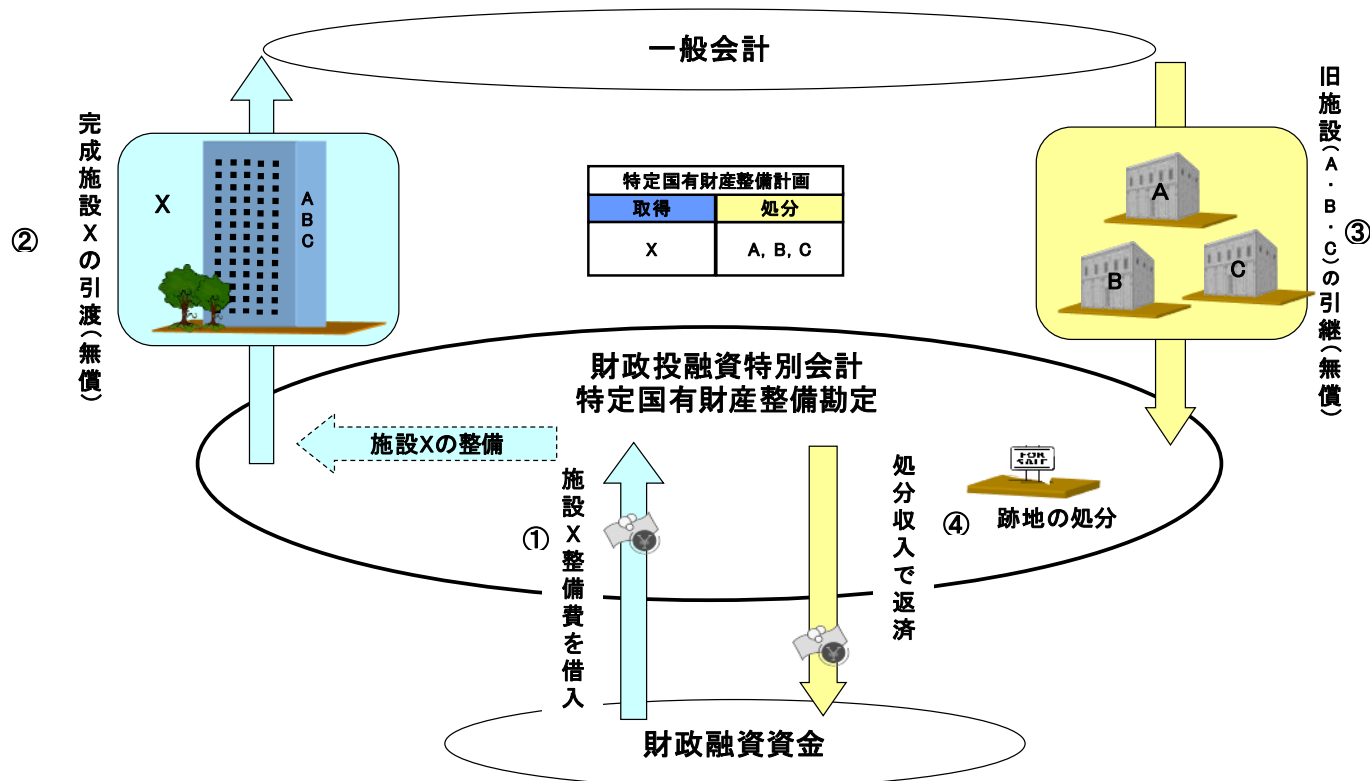 一般会計
②
完成施設Xの引渡(無償)
X
A
B
C
特定国有財産整備計画
取得
処分
X
A, B, C
A
B
C
旧施設(A・B・C)の引継(無償)
③
財政投融資特別会計
特定国有財産整備勘定
施設Xの整備
①
施設X整備費を借入
処分収入で返済
④
FOR
SALE
跡地の処分
財政融資資金